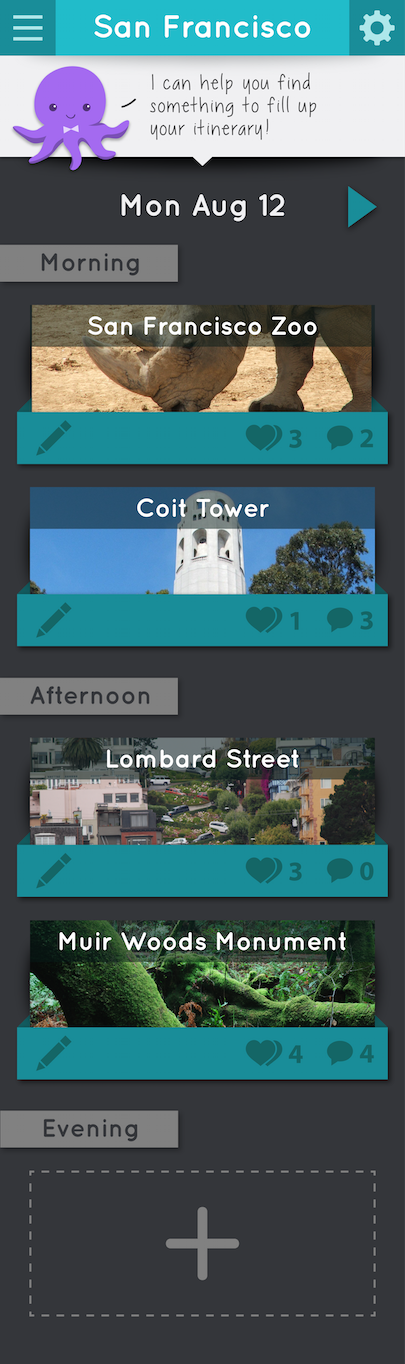 San Francisco
I can help you find
something to fill up
your itinerary!
Mon Aug 12
Morning
San Francisco Zoo
3 2
Coit Tower
1 3
Afternoon
Lombard Street
3 0
Muir Woods Monument
4 4
Evening